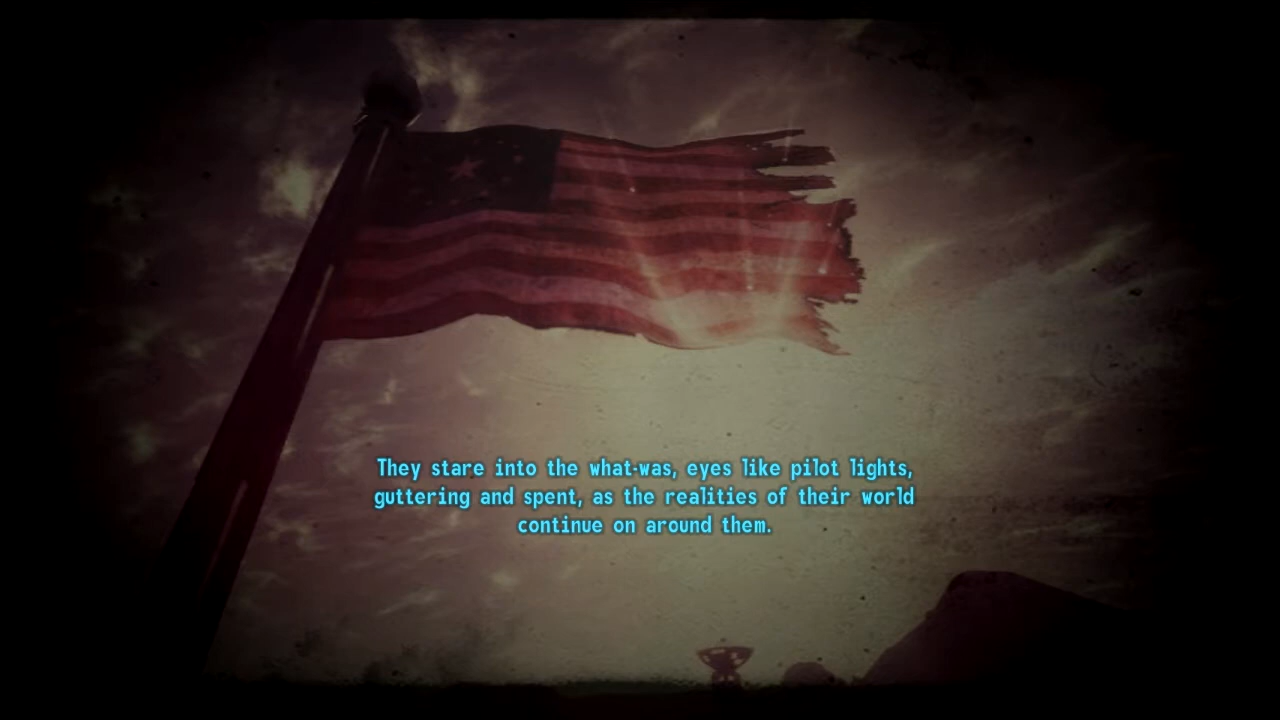 They stare into the what-was, eyes like pilot lights,
guttering and spent, as the realities of their world
continue on around them.